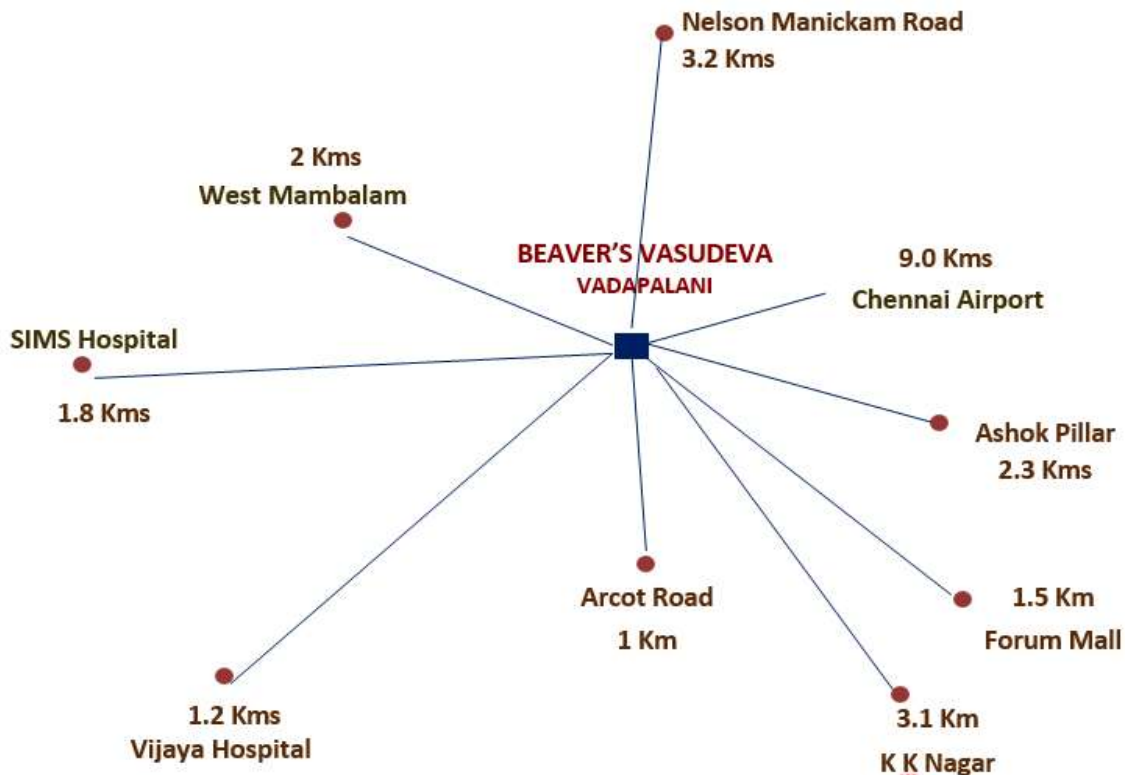 Nelson Manickam Road
3.2 Kms
2 Kms
West Mambalam
BEAVER'S VASUDEVA
VADAPALANI
9.0 Kms
Chennai Airport
SIMS Hospital
1.8 Kms
Ashok Pillar
2.3 Kms
Arcot Road
1 Km
1.5 Km
Forum Mall
1.2 Kms
Vijaya Hospital
3.1 Km
K K Nagar